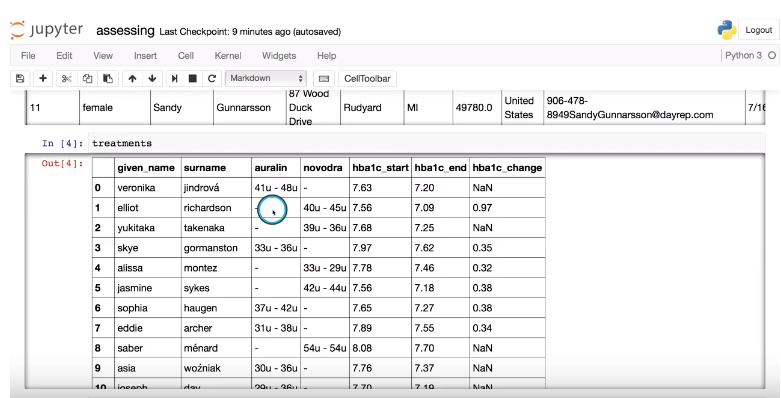 jupyter assessing Last Checkpoint: 9 minutes ago (autosaved) Logout
File Edit View Insert Cell Kernel Widgets Help Python 3
Markdown CellToolbar
11 female Sandy Gunnarsson 87 Wood Duck Drive Rudyard MI 49780.0 United States 906-478-8949SandyGunnarsson@dayrep.com 7/16
In [4]: treatments
Out[4]:
given_name surname auralin novodra hba1c_start hba1c_end hba1c_change
0 veronika jindrová 41u - 48u - 7.63 7.20 NaN
1 elliot richardson - 40u - 45u 7.56 7.09 0.97
2 yukitaka takenaka - 39u - 36u 7.68 7.25 NaN
3 skye gormanston 33u - 36u - 7.97 7.62 0.35
4 alissa montez - 33u - 29u 7.78 7.46 0.32
5 jasmine sykes - 42u - 44u 7.56 7.18 0.38
6 sophia haugen 37u - 42u - 7.65 7.27 0.38
7 eddie archer 31u - 38u - 7.89 7.55 0.34
8 saber ménard - 54u - 54u 8.08 7.70 NaN
9 asia woźniak 30u - 36u - 7.76 7.37 NaN
10 joseph day 29u - 36u - 7.70 7.19 NaN